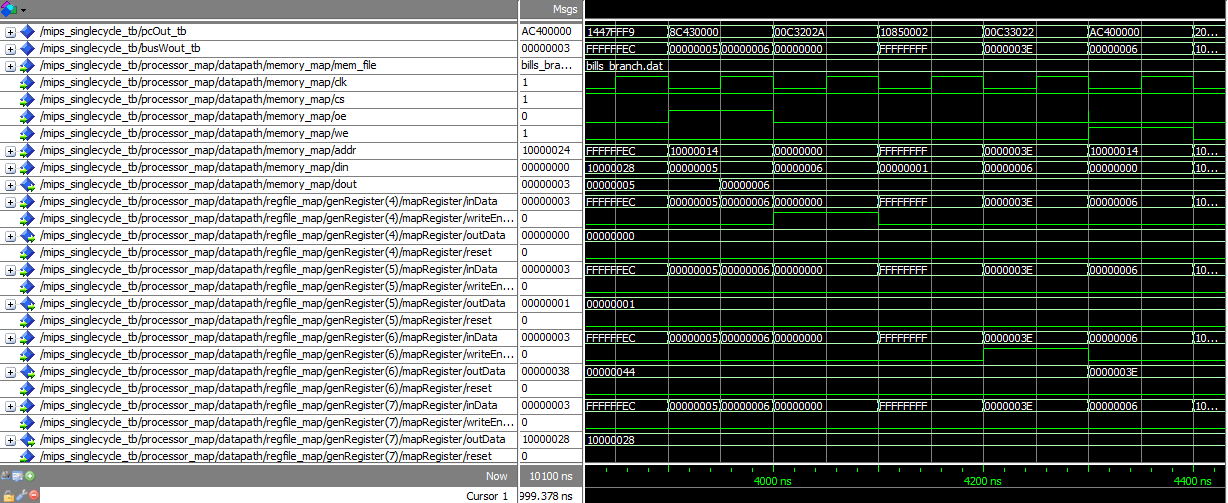 Msgs
/mips_singlecycle_tb/pcOut_tb AC400000 1447FFF9 8C430000 00C3202A 10850002 00C33022 AC400000 20...
/mips_singlecycle_tb/busWout_tb 00000003 FFFFFFEC 00000005 00000006 00000000 FFFFFFFF 0000003E 00000006 10...
/mips_singlecycle_tb/processor_map/datapath/memory_map/mem_file bills_bra... bills_branch.dat
/mips_singlecycle_tb/processor_map/datapath/memory_map/clk 1
/mips_singlecycle_tb/processor_map/datapath/memory_map/cs 1
/mips_singlecycle_tb/processor_map/datapath/memory_map/oe 0
/mips_singlecycle_tb/processor_map/datapath/memory_map/we 1
/mips_singlecycle_tb/processor_map/datapath/memory_map/addr 10000024 FFFFFFEC 10000014 00000000 FFFFFFFF 0000003E 10000014 10...
/mips_singlecycle_tb/processor_map/datapath/memory_map/din 00000000 10000028 00000005 00000006 00000001 00000006 00000000 10...
/mips_singlecycle_tb/processor_map/datapath/memory_map/dout 00000003 00000005 00000006
/mips_singlecycle_tb/processor_map/datapath/regfile_map/genRegister(4)/mapRegister/inData 00000003 FFFFFFEC 00000005 00000006 00000000 FFFFFFFF 0000003E 00000006 10...
/mips_singlecycle_tb/processor_map/datapath/regfile_map/genRegister(4)/mapRegister/writeEn... 0
/mips_singlecycle_tb/processor_map/datapath/regfile_map/genRegister(4)/mapRegister/outData 00000000 00000000
/mips_singlecycle_tb/processor_map/datapath/regfile_map/genRegister(4)/mapRegister/reset 0
/mips_singlecycle_tb/processor_map/datapath/regfile_map/genRegister(5)/mapRegister/inData 00000003 FFFFFFEC 00000005 00000006 00000000 FFFFFFFF 0000003E 00000006 10...
/mips_singlecycle_tb/processor_map/datapath/regfile_map/genRegister(5)/mapRegister/writeEn... 0
/mips_singlecycle_tb/processor_map/datapath/regfile_map/genRegister(5)/mapRegister/outData 00000001 00000001
/mips_singlecycle_tb/processor_map/datapath/regfile_map/genRegister(5)/mapRegister/reset 0
/mips_singlecycle_tb/processor_map/datapath/regfile_map/genRegister(6)/mapRegister/inData 00000003 FFFFFFEC 00000005 00000006 00000000 FFFFFFFF 0000003E 00000006 10...
/mips_singlecycle_tb/processor_map/datapath/regfile_map/genRegister(6)/mapRegister/writeEn... 0
/mips_singlecycle_tb/processor_map/datapath/regfile_map/genRegister(6)/mapRegister/outData 00000038 00000044 0000003E
/mips_singlecycle_tb/processor_map/datapath/regfile_map/genRegister(6)/mapRegister/reset 0
/mips_singlecycle_tb/processor_map/datapath/regfile_map/genRegister(7)/mapRegister/inData 00000003 FFFFFFEC 00000005 00000006 00000000 FFFFFFFF 0000003E 00000006 10...
/mips_singlecycle_tb/processor_map/datapath/regfile_map/genRegister(7)/mapRegister/writeEn... 0
/mips_singlecycle_tb/processor_map/datapath/regfile_map/genRegister(7)/mapRegister/outData 10000028 10000028
/mips_singlecycle_tb/processor_map/datapath/regfile_map/genRegister(7)/mapRegister/reset 0
Now 10100 ns 4000 ns 4200 ns 4400 ns
Cursor 1 999.378 ns